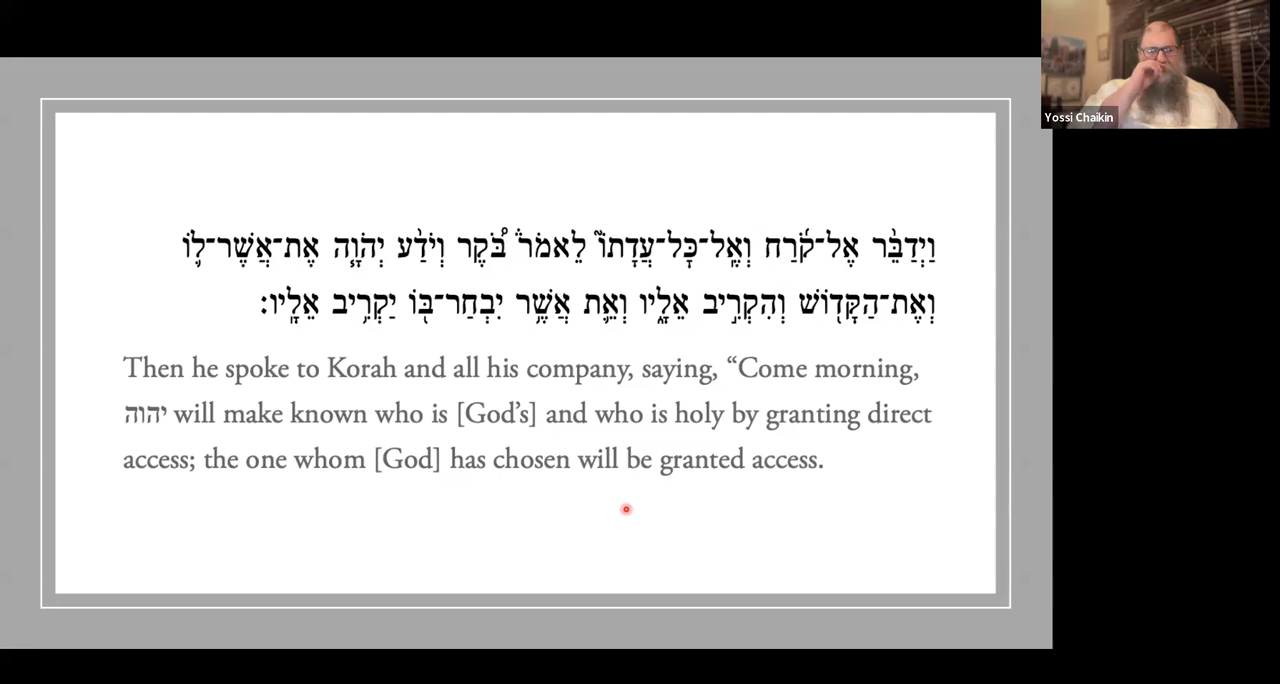 וַיְדַבֵּ֨ר אֶל־קֹ֜רַח וְאֶֽל־כׇּל־עֲדָתוֹ֮ לֵאמֹר֒ בֹּ֠קֶר וְיֹדַ֨ע יְהֹוָ֧ה אֶת־אֲשֶׁר־ל֛וֹ
וְאֶת־הַקָּד֖וֹשׁ וְהִקְרִ֣יב אֵלָ֑יו וְאֵ֛ת אֲשֶׁ֥ר יִבְחַר־בּ֖וֹ יַקְרִ֥יב אֵלָֽיו׃
Then he spoke to Korah and all his company, saying, “Come morning,
יהוה will make known who is [God’s] and who is holy by granting direct
access; the one whom [God] has chosen will be granted access.
Yossi Chaikin